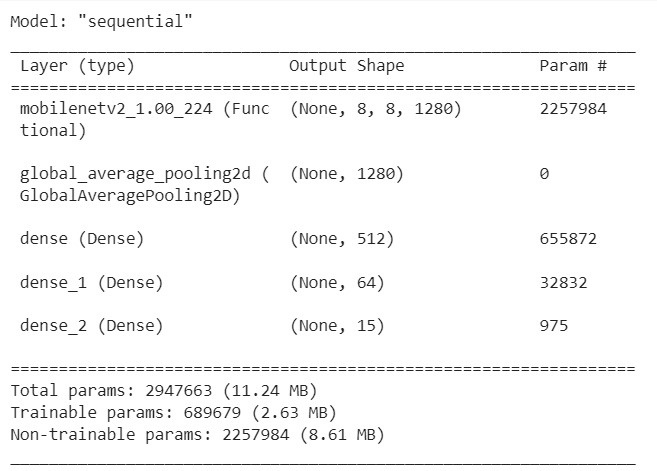 Model: "sequential"
Layer (type) Output Shape Param #
=================================================================
mobilenetv2_1.00_224 (Func (None, 8, 8, 1280) 2257984
tional)
global_average_pooling2d ( (None, 1280) 0
GlobalAveragePooling2D)
dense (Dense) (None, 512) 655872
dense_1 (Dense) (None, 64) 32832
dense_2 (Dense) (None, 15) 975
=================================================================
Total params: 2947663 (11.24 MB)
Trainable params: 689679 (2.63 MB)
Non-trainable params: 2257984 (8.61 MB)